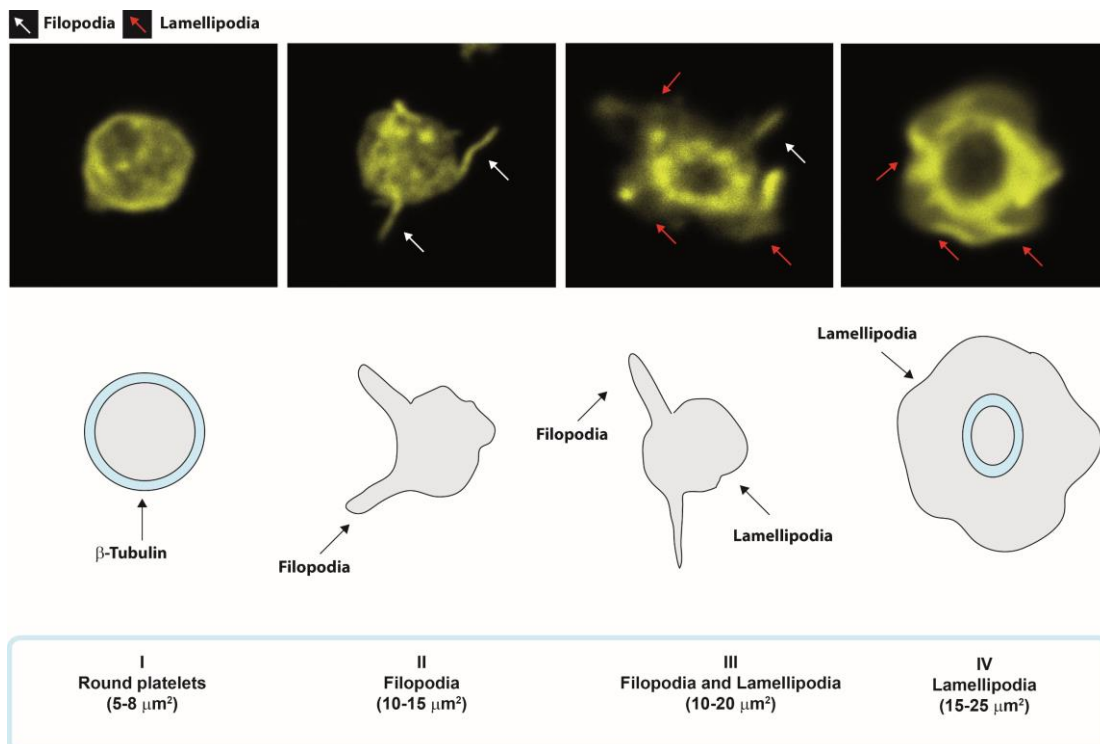 Filopodia Lamellipodia
Lamellipodia
Filopodia
β-Tubulin
Filopodia
Lamellipodia
I
Round platelets
(5-8 μm²)
II
Filopodia
(10-15 μm²)
III
Filopodia and Lamellipodia
(10-20 μm²)
IV
Lamellipodia
(15-25 μm²)